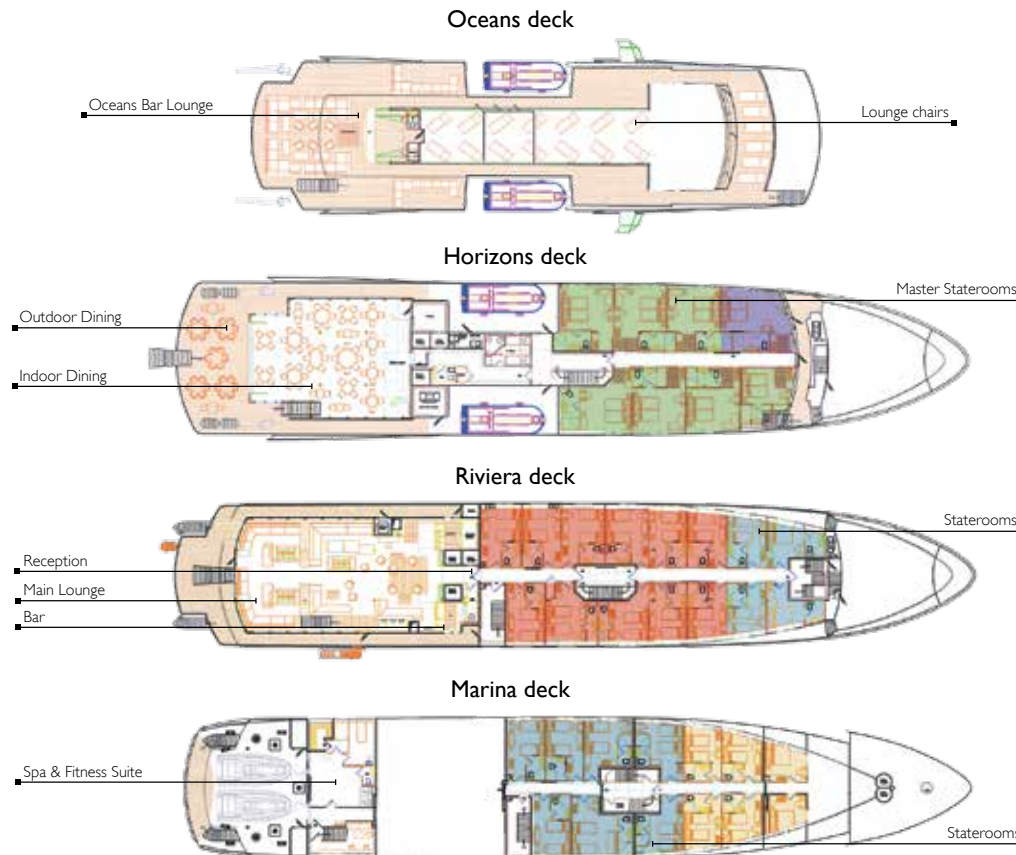 Oceans deck
Oceans Bar Lounge
Lounge chairs
Horizons deck
Master Staterooms
Outdoor Dining
Indoor Dining
Riviera deck
Staterooms
Reception
Main Lounge
Bar
Marina deck
Spa & Fitness Suite
Staterooms